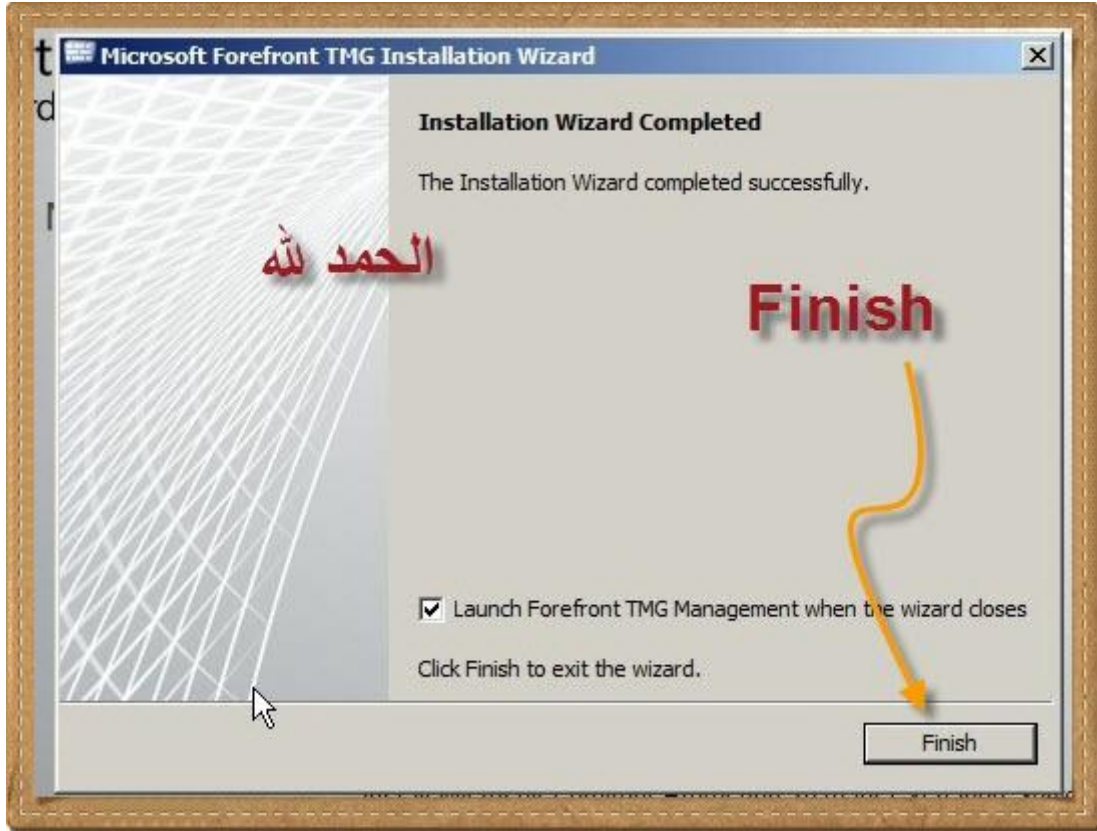 Microsoft Forefront TMG Installation Wizard
Installation Wizard Completed
The Installation Wizard completed successfully.
الحمد لله
Finish
Launch Forefront TMG Management when the wizard closes
Click Finish to exit the wizard.
Finish